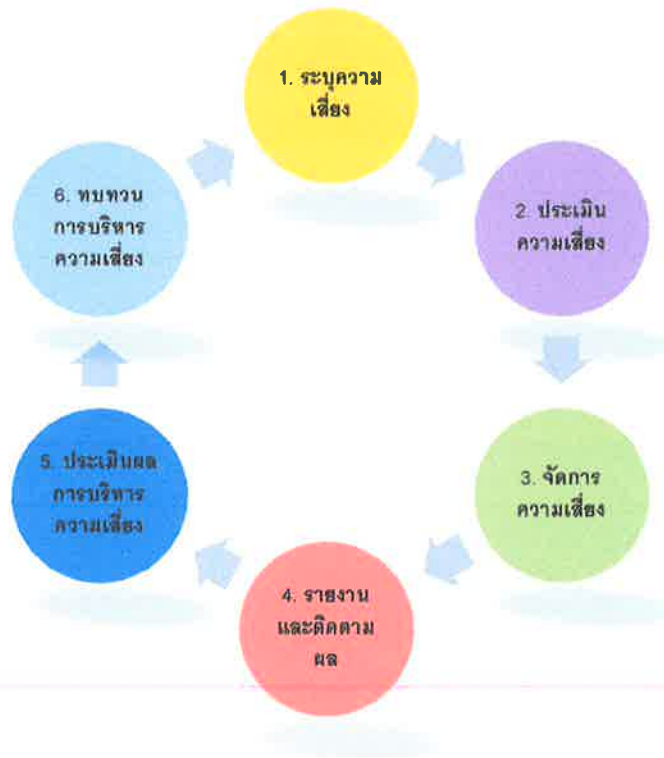 1. ระบุความ
เสี่ยง
2. ประเมิน
ความเสี่ยง
3. จัดการ
ความเสี่ยง
4. รายงาน
และติดตาม
ผล
5. ประเมินผล
การบริหาร
ความเสี่ยง
6. ทบทวน
การบริหาร
ความเสี่ยง